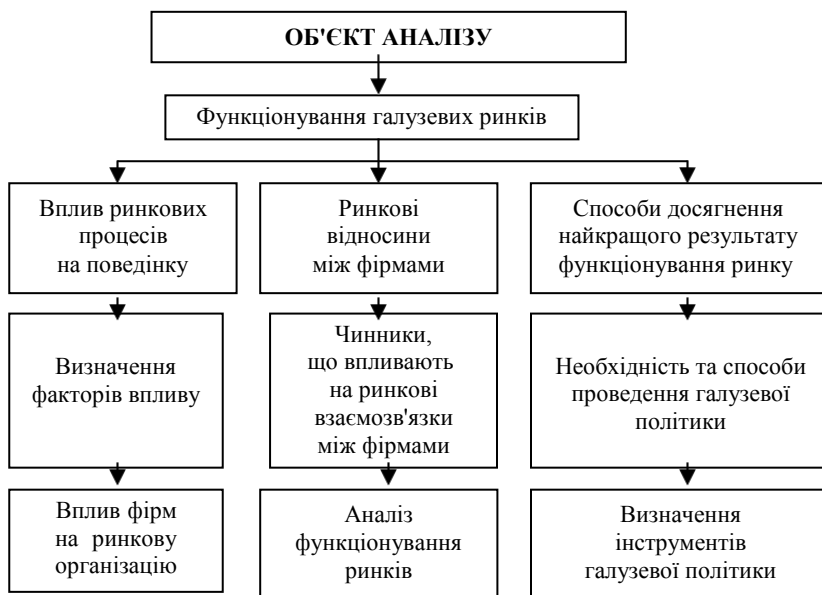 ОБ'ЄКТ АНАЛІЗУ
Функціонування галузевих ринків
Вплив ринкових
процесів
на поведінку
Ринкові
відносини
між фірмами
Способи досягнення
найкращого результату
функціонування ринку
Визначення
факторів впливу
Чинники,
що впливають
на ринкові
взаємозв'язки
між фірмами
Необхідність та способи
проведення галузевої
політики
Вплив фірм
на ринкову
організацію
Аналіз
функціонування
ринків
Визначення
інструментів
галузевої політики